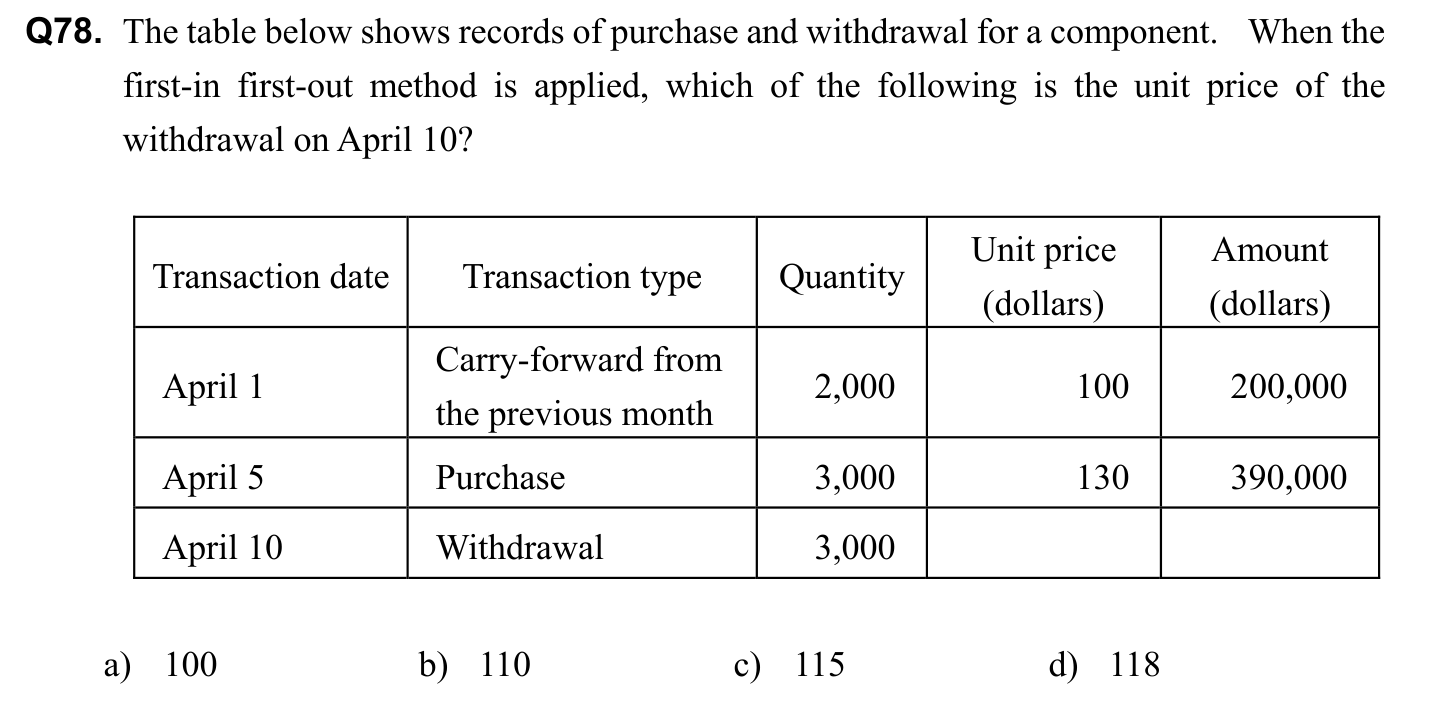 Q78. The table below shows records of purchase and withdrawal for a component. When the
first-in first-out method is applied, which of the following is the unit price of the
withdrawal on April 10?
Transaction date Transaction type Quantity Unit price (dollars) Amount (dollars)
April 1 Carry-forward from the previous month 2,000 100 200,000
April 5 Purchase 3,000 130 390,000
April 10 Withdrawal 3,000
a) 100 b) 110 c) 115 d) 118